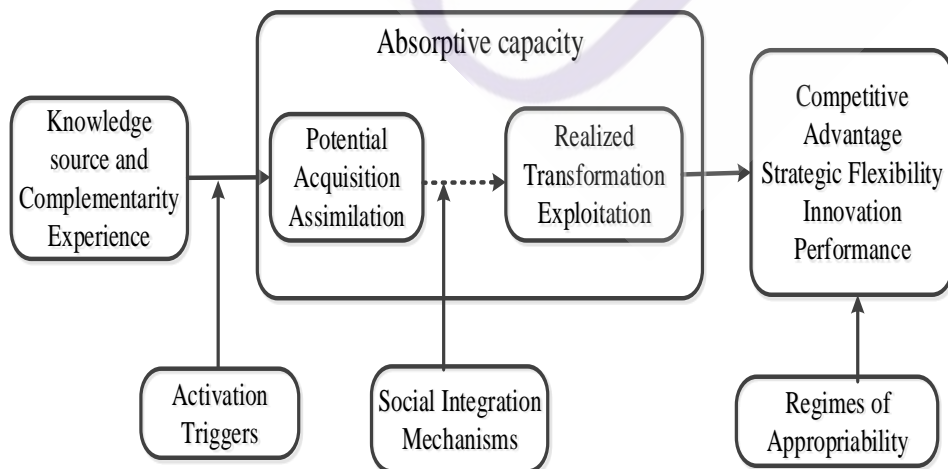 Absorptive capacity
Knowledge
source and
Complementarity
Experience
Potential
Acquisition
Assimilation
Realized
Transformation
Exploitation
Competitive
Advantage
Strategic Flexibility
Innovation
Performance
Activation
Triggers
Social Integration
Mechanisms
Regimes of
Appropriability